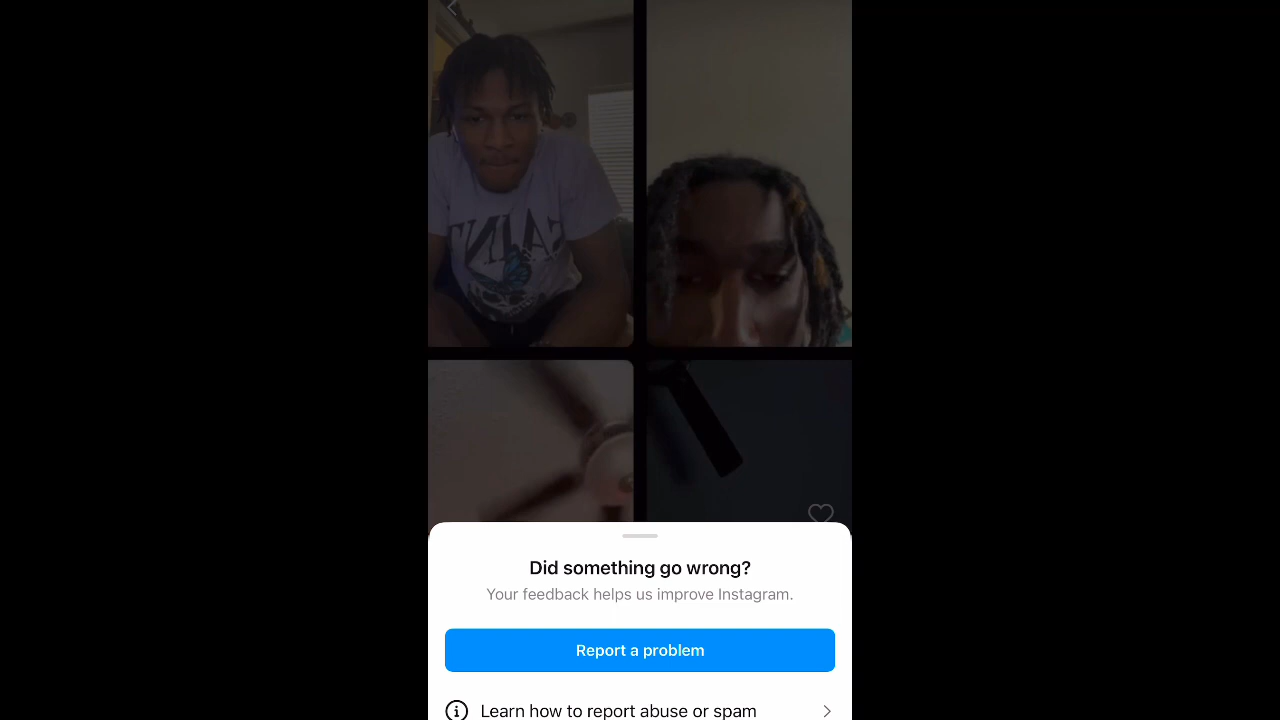 SAINT
Did something go wrong?
Your feedback helps us improve Instagram.
Report a problem
Learn how to report abuse or spam